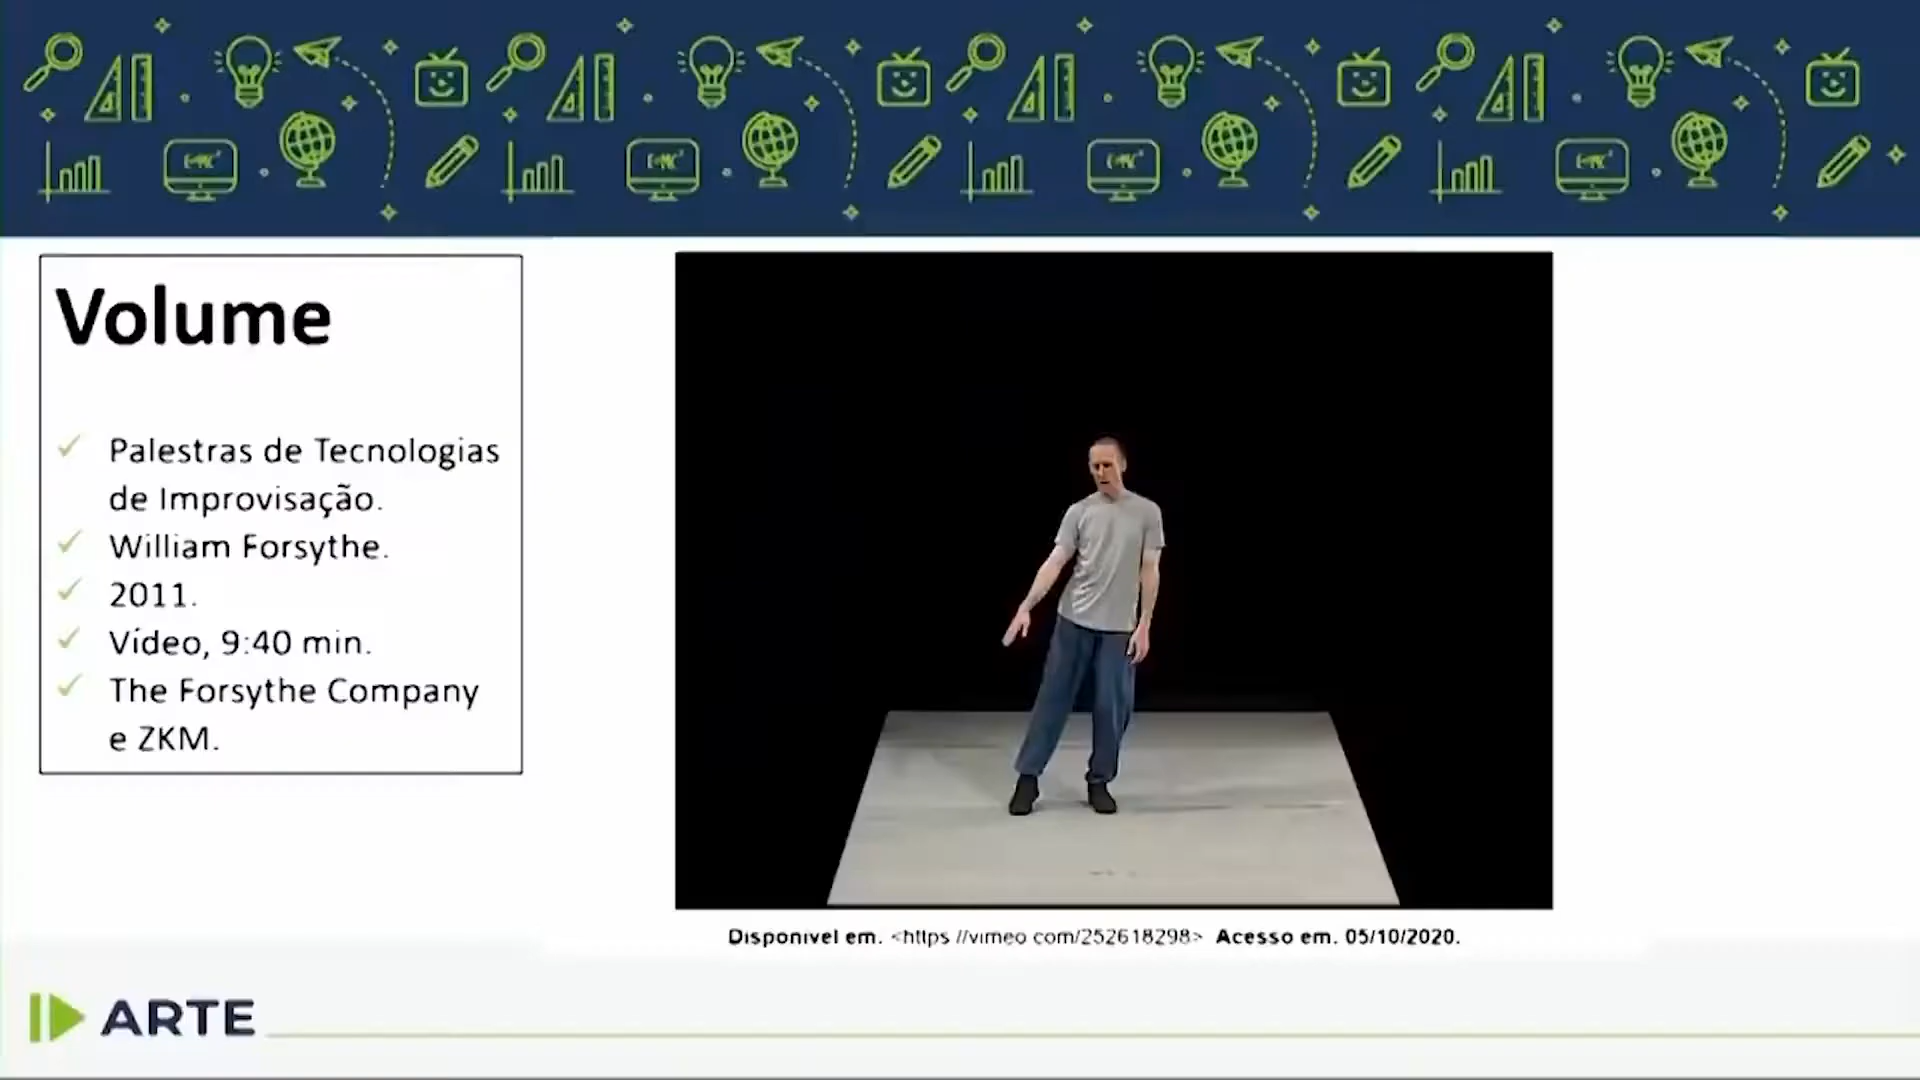 Volume
Palestras de Tecnologias
de Improvisação.
William Forsythe.
2011.
Vídeo, 9:40 min.
The Forsythe Company
e ZKM.
Disponível em. <https //vimeo com/252618298> Acesso em. 05/10/2020.
ARTE